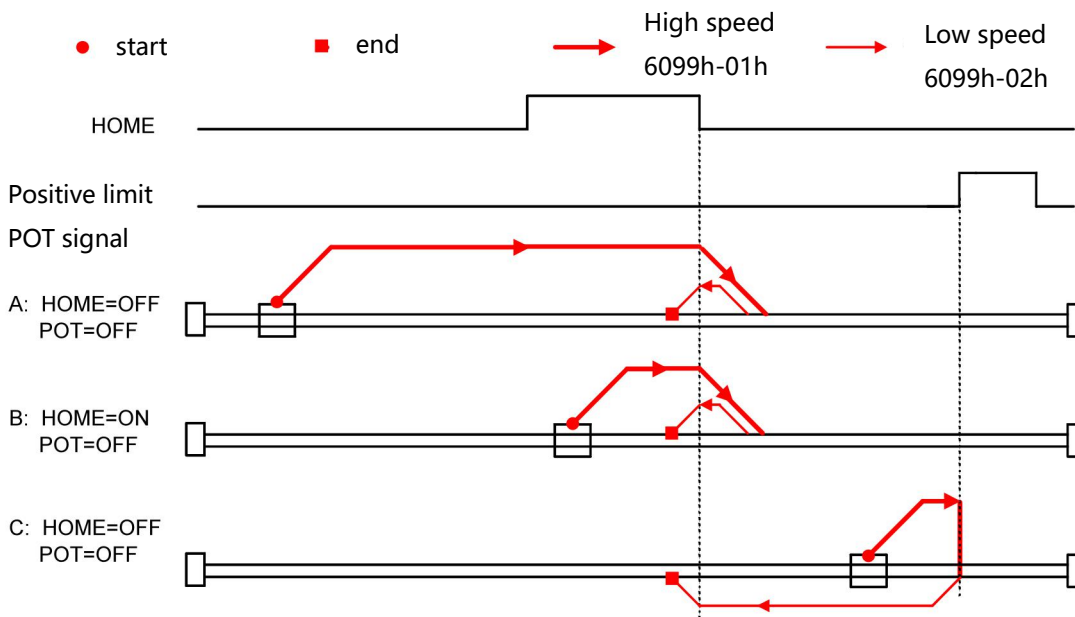 start
end
High speed
6099h-01h
Low speed
6099h-02h
HOME
Positive limit
POT signal
A: HOME=OFF
POT=OFF
B: HOME=ON
POT=OFF
C: HOME=OFF
POT=OFF